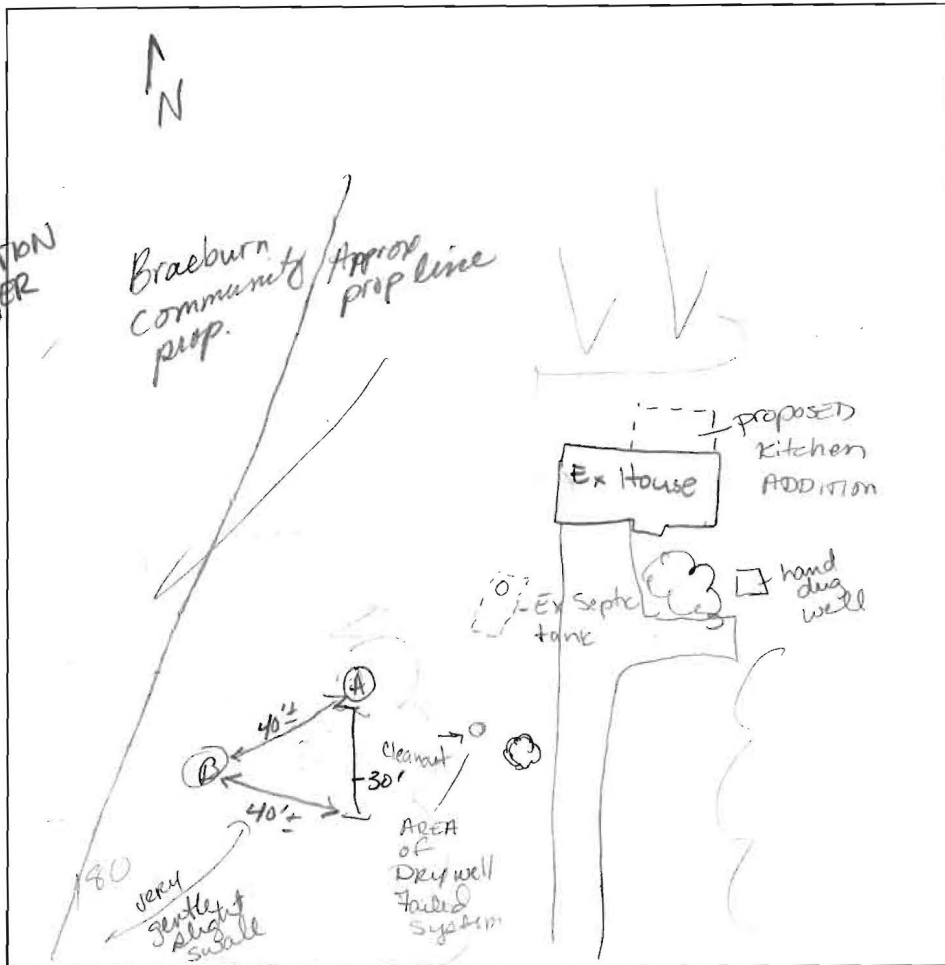 N
Braeburn
Community
prop.
Approx
prop line
proposed
Kitchen
ADDITION
Ex House
hand
dug
well
Ex Septic
tank
A
40'±
B
30'
40'±
Cleanout
AREA
of
Drywell
Failed
System
180
very
gentle
slight
swale